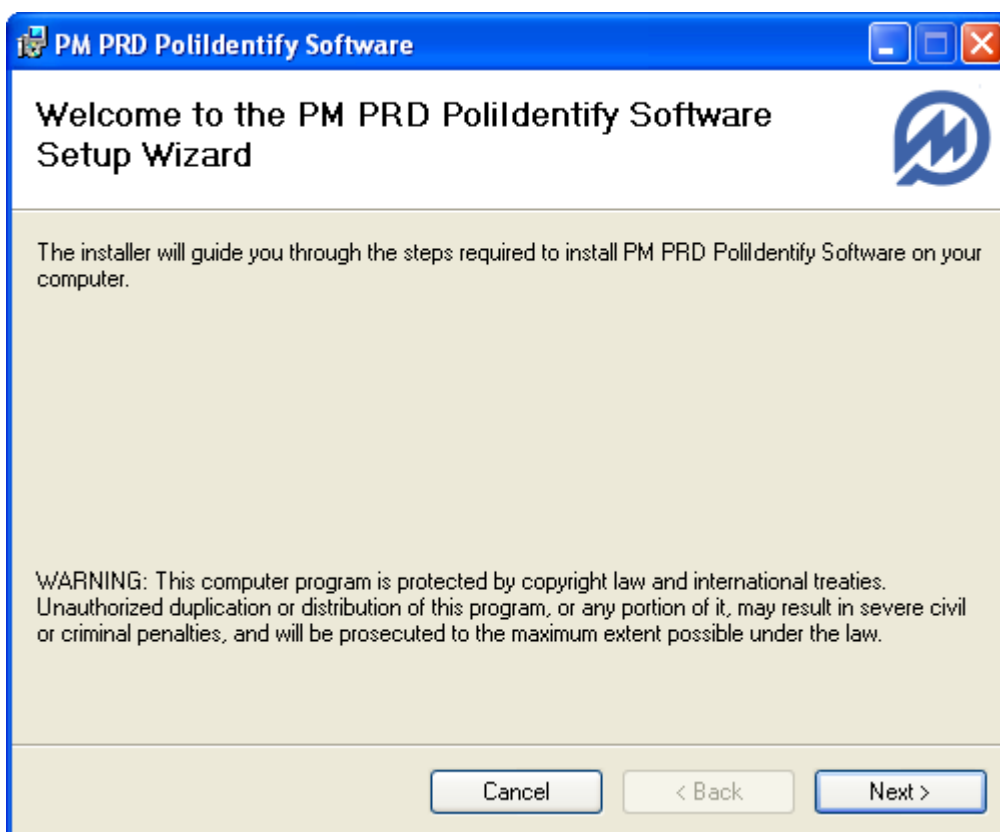 PM PRD PoliIdentify Software
Welcome to the PM PRD PoliIdentify Software
Setup Wizard
The installer will guide you through the steps required to install PM PRD PoliIdentify Software on your
computer.
WARNING: This computer program is protected by copyright law and international treaties.
Unauthorized duplication or distribution of this program, or any portion of it, may result in severe civil
or criminal penalties, and will be prosecuted to the maximum extent possible under the law.
Cancel < Back Next >